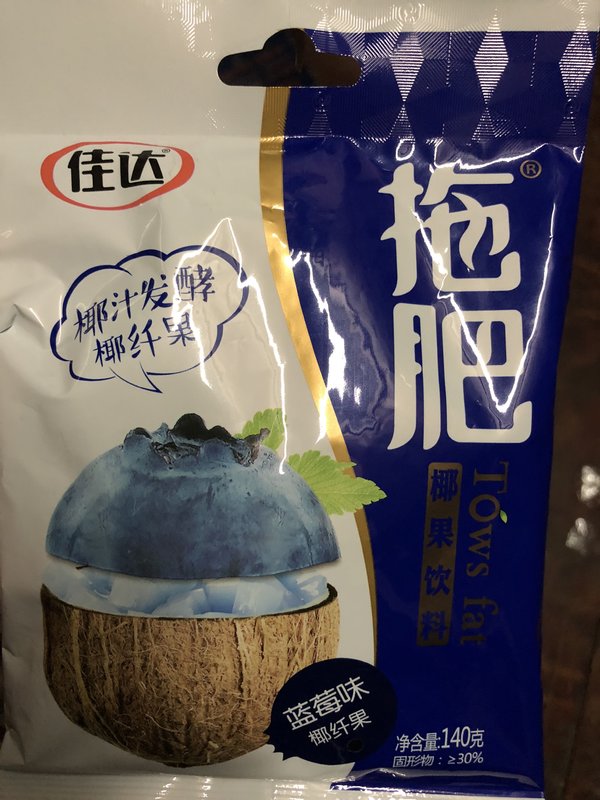 佳达®
椰汁发酵
椰纤果
拖肥®
Tows fat
椰果饮料
蓝莓味
椰纤果
净含量:140克
固形物：≥30%